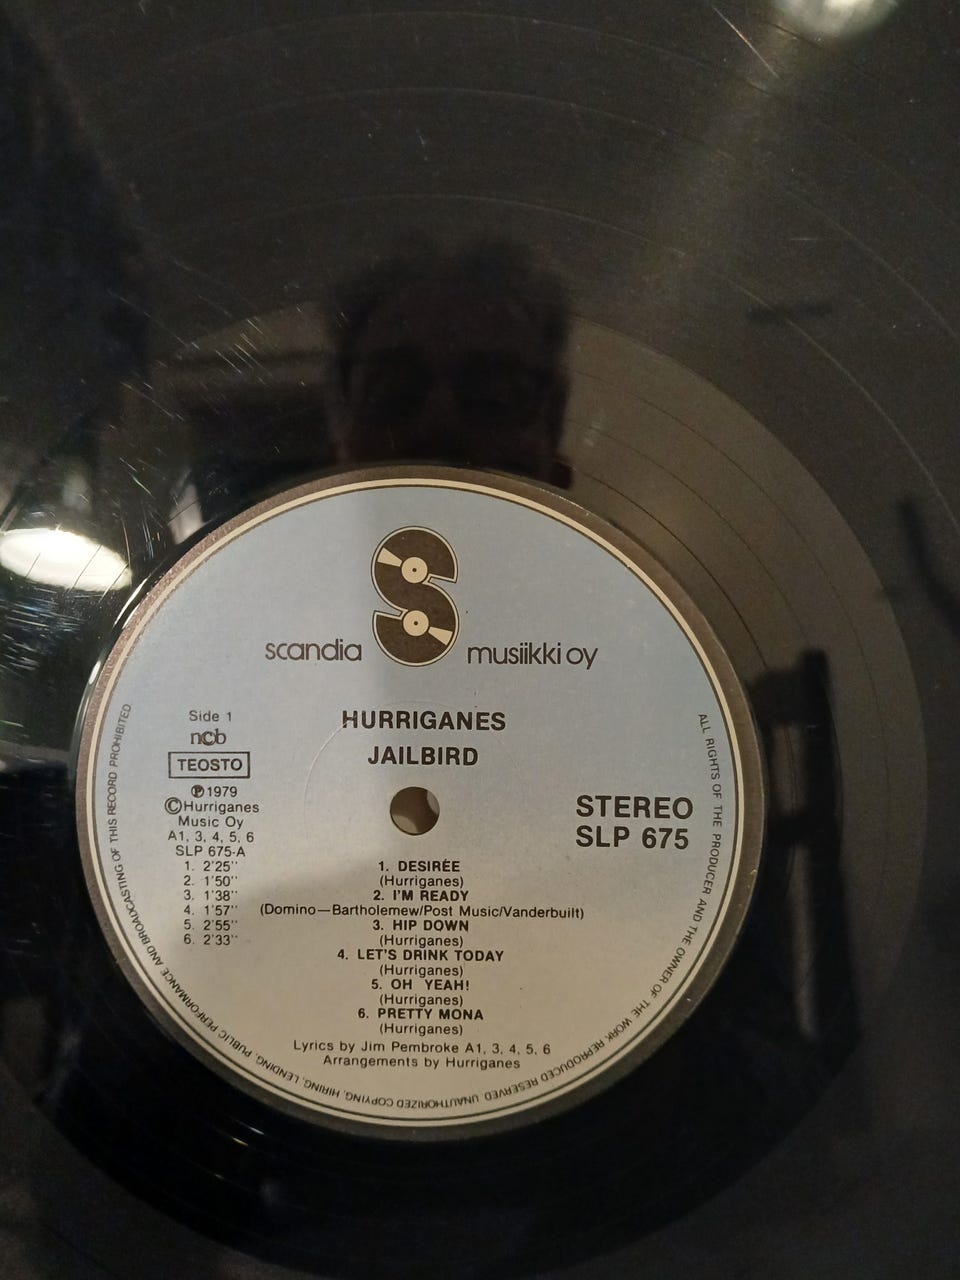 scandia musiikki oy
HURRIGANES
JAILBIRD
Side 1
ncb
TEOSTO
Ⓟ1979
ⒸHurriganes
Music Oy
A1, 3, 4, 5, 6
SLP 675-A
1. 2'25''
2. 1'50''
3. 1'38''
4. 1'57''
5. 2'55''
6. 2'33''
STEREO
SLP 675
1. DESIRÉE
(Hurriganes)
2. I'M READY
(Domino—Bartholemew/Post Music/Vanderbuilt)
3. HIP DOWN
(Hurriganes)
4. LET'S DRINK TODAY
(Hurriganes)
5. OH YEAH!
(Hurriganes)
6. PRETTY MONA
(Hurriganes)
Lyrics by Jim Pembroke A1, 3, 4, 5, 6
Arrangements by Hurriganes
ALL RIGHTS OF THE PRODUCER AND THE OWNER OF THE WORK REPRODUCED RESERVED UNAUTHORIZED COPYING, HIRING, LENDING, PUBLIC PERFORMANCE AND BROADCASTING OF THIS RECORD PROHIBITED.